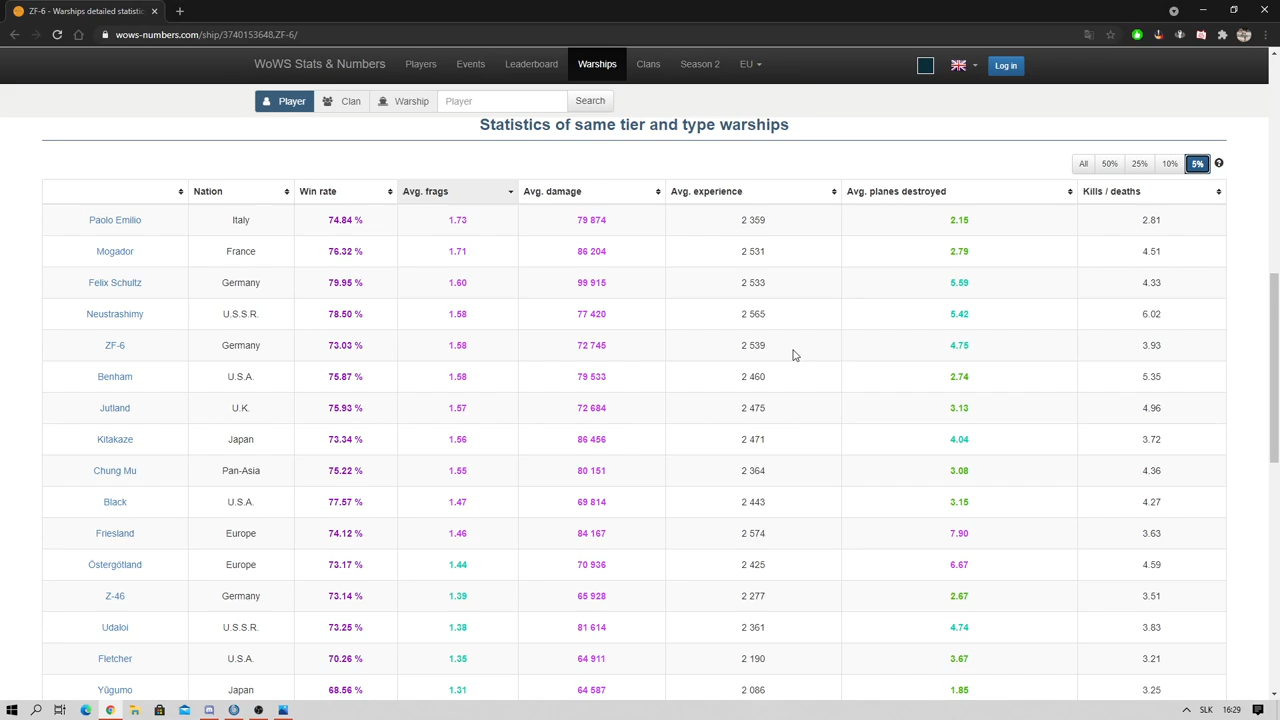 ZF-6 - Warships detailed statistic
wows-numbers.com/ship/3740153648,ZF-6/
WoWS Stats & Numbers Players Events Leaderboard Warships Clans Season 2 EU Log in
Player Clan Warship Player Search
Statistics of same tier and type warships
All 50% 25% 10% 5%
Nation Win rate Avg. frags Avg. damage Avg. experience Avg. planes destroyed Kills / deaths
Paolo Emilio Italy 74.84 % 1.73 79 874 2 359 2.15 2.81
Mogador France 76.32 % 1.71 86 204 2 531 2.79 4.51
Felix Schultz Germany 79.95 % 1.60 99 915 2 533 5.59 4.33
Neustrashimy U.S.S.R. 78.50 % 1.58 77 420 2 565 5.42 6.02
ZF-6 Germany 73.03 % 1.58 72 745 2 539 4.75 3.93
Benham U.S.A. 75.87 % 1.58 79 533 2 460 2.74 5.35
Jutland U.K. 75.93 % 1.57 72 684 2 475 3.13 4.96
Kitakaze Japan 73.34 % 1.56 86 456 2 471 4.04 3.72
Chung Mu Pan-Asia 75.22 % 1.55 80 151 2 364 3.08 4.36
Black U.S.A. 77.57 % 1.47 69 814 2 443 3.15 4.27
Friesland Europe 74.12 % 1.46 84 167 2 574 7.90 3.63
Östergötland Europe 73.17 % 1.44 70 936 2 425 6.67 4.59
Z-46 Germany 73.14 % 1.39 65 928 2 277 2.67 3.51
Udaloi U.S.S.R. 73.25 % 1.38 81 614 2 361 4.74 3.83
Fletcher U.S.A. 70.26 % 1.35 64 911 2 190 3.67 3.21
Yūgumo Japan 68.56 % 1.31 64 587 2 086 1.85 3.25
SLK 16:29